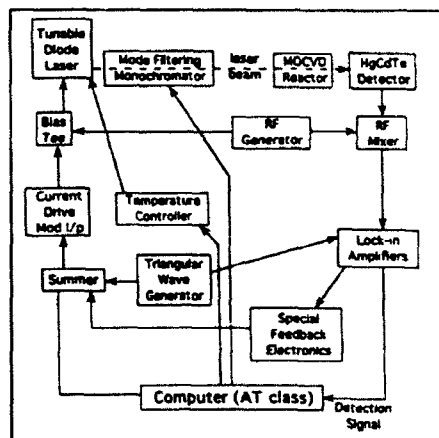 Tunable
Diode
Laser
Mode Filtering
Monochromator
laser
beam
MOCVD
Reactor
HgCdTe
Detector
Bias
Tee
RF
Generator
RF
Mixer
Current
Drive
Mod I/p
Temperature
Controller
Lock-in
Amplifiers
Summer
Triangular
Wave
Generator
Special
Feedback
Electronics
Computer (AT class)
Detection
Signal